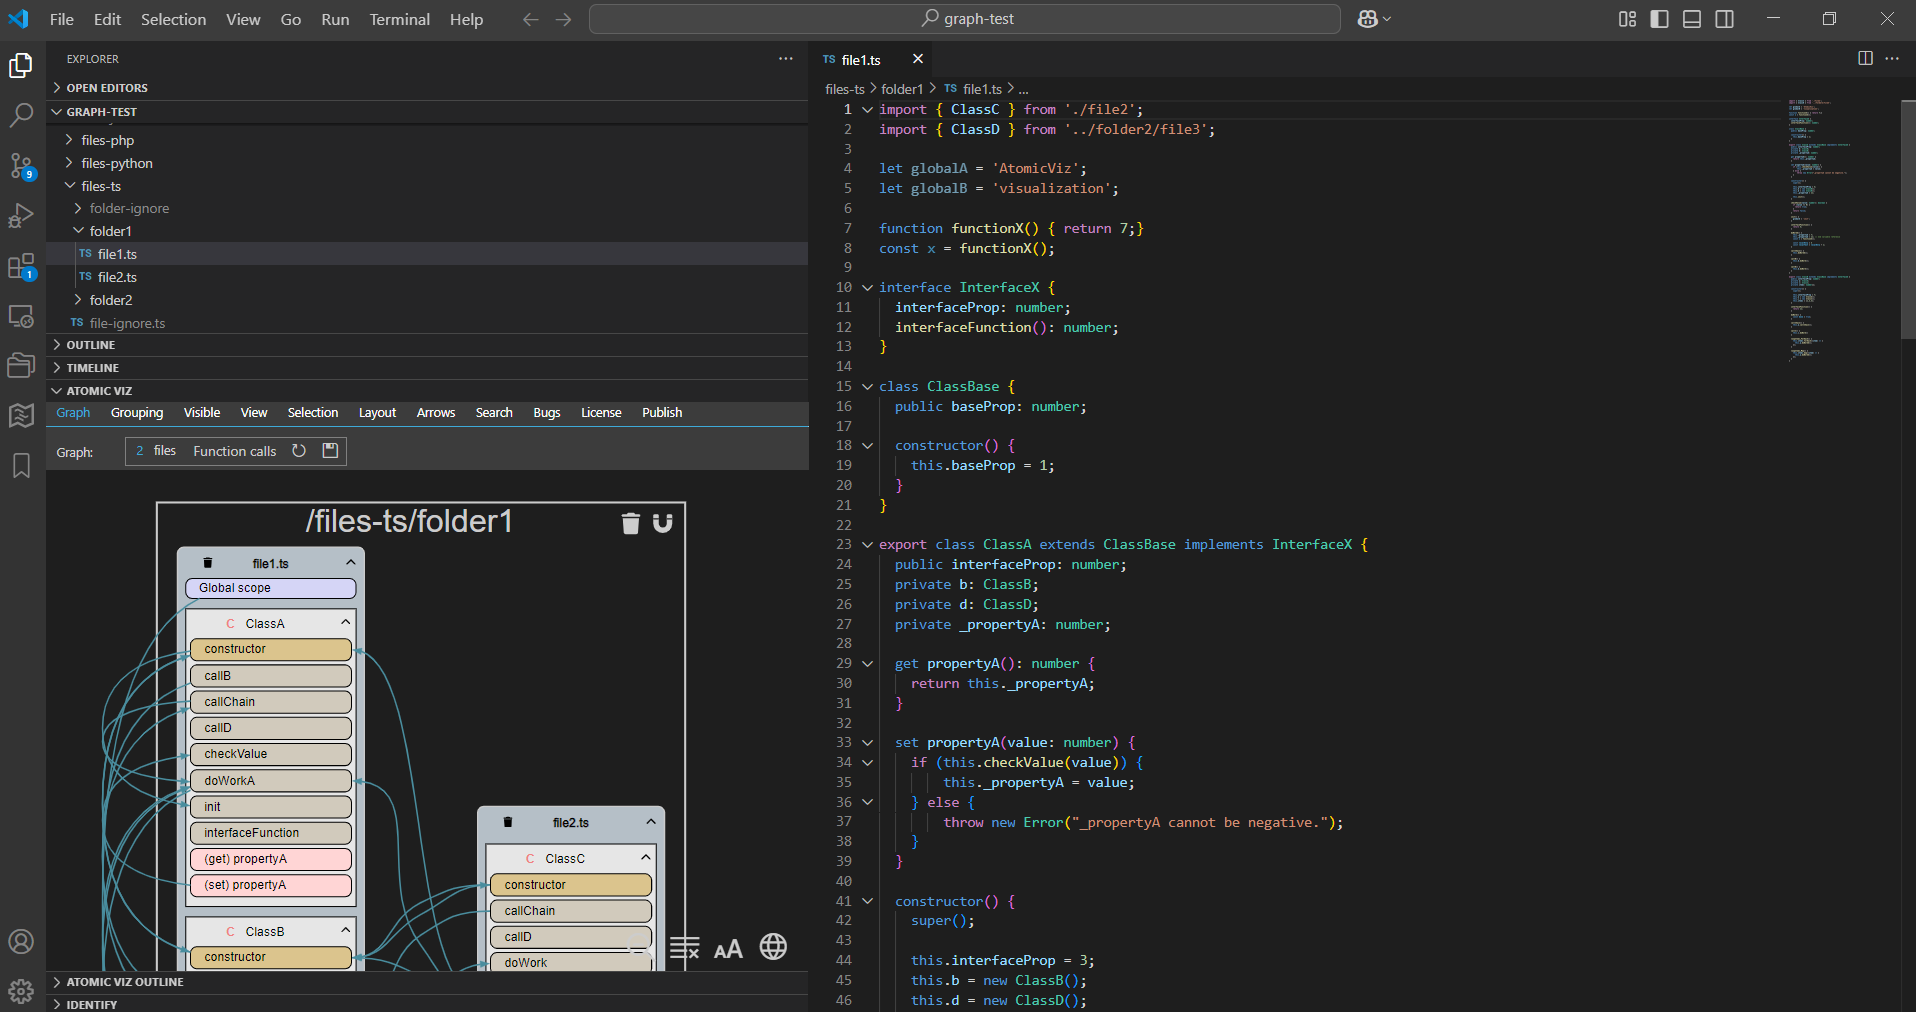 File Edit Selection View Go Run Terminal Help
graph-test
EXPLORER
OPEN EDITORS
GRAPH-TEST
files-php
files-python
files-ts
folder-ignore
folder1
TS file1.ts
TS file2.ts
folder2
TS file-ignore.ts
OUTLINE
TIMELINE
ATOMIC VIZ
Graph Grouping Visible View Selection Layout Arrows Search Bugs License Publish
Graph: 2 files Function calls
/files-ts/folder1
file1.ts
Global scope
C ClassA
constructor
callB
callChain
callD
checkValue
doWorkA
init
interfaceFunction
(get) propertyA
(set) propertyA
C ClassB
constructor
file2.ts
C ClassC
constructor
callChain
callD
doWork
AA
ATOMIC VIZ OUTLINE
IDENTIFY
9
1
TS file1.ts
files-ts > folder1 > TS file1.ts > ...
1 import { ClassC } from './file2';
2 import { ClassD } from '../folder2/file3';
3
4 let globalA = 'AtomicViz';
5 let globalB = 'visualization';
6
7 function functionX() { return 7;}
8 const x = functionX();
9
10 interface InterfaceX {
11 interfaceProp: number;
12 interfaceFunction(): number;
13 }
14
15 class ClassBase {
16 public baseProp: number;
17
18 constructor() {
19 this.baseProp = 1;
20 }
21 }
22
23 export class ClassA extends ClassBase implements InterfaceX {
24 public interfaceProp: number;
25 private b: ClassB;
26 private d: ClassD;
27 private _propertyA: number;
28
29 get propertyA(): number {
30 return this._propertyA;
31 }
32
33 set propertyA(value: number) {
34 if (this.checkValue(value)) {
35 this._propertyA = value;
36 } else {
37 throw new Error("_propertyA cannot be negative.");
38 }
39 }
40
41 constructor() {
42 super();
43
44 this.interfaceProp = 3;
45 this.b = new ClassB();
46 this.d = new ClassD();